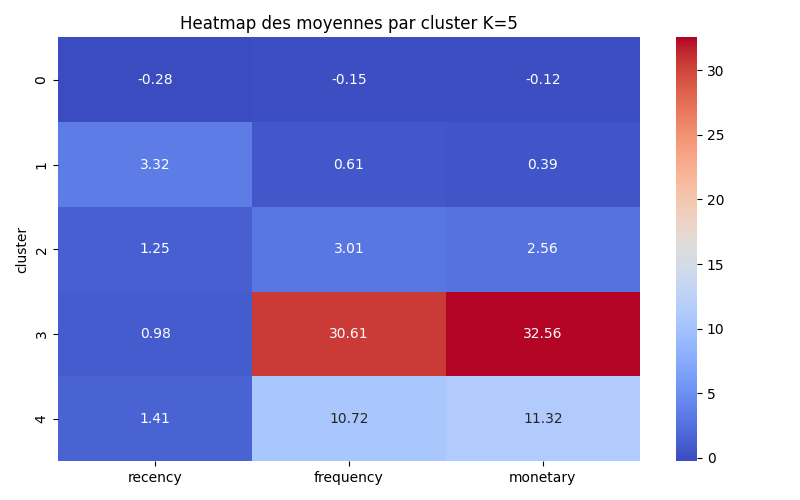 Heatmap des moyennes par cluster K=5
cluster
0 -0.28 -0.15 -0.12
1 3.32 0.61 0.39
2 1.25 3.01 2.56
3 0.98 30.61 32.56
4 1.41 10.72 11.32
recency frequency monetary
30
25
20
15
10
5
0